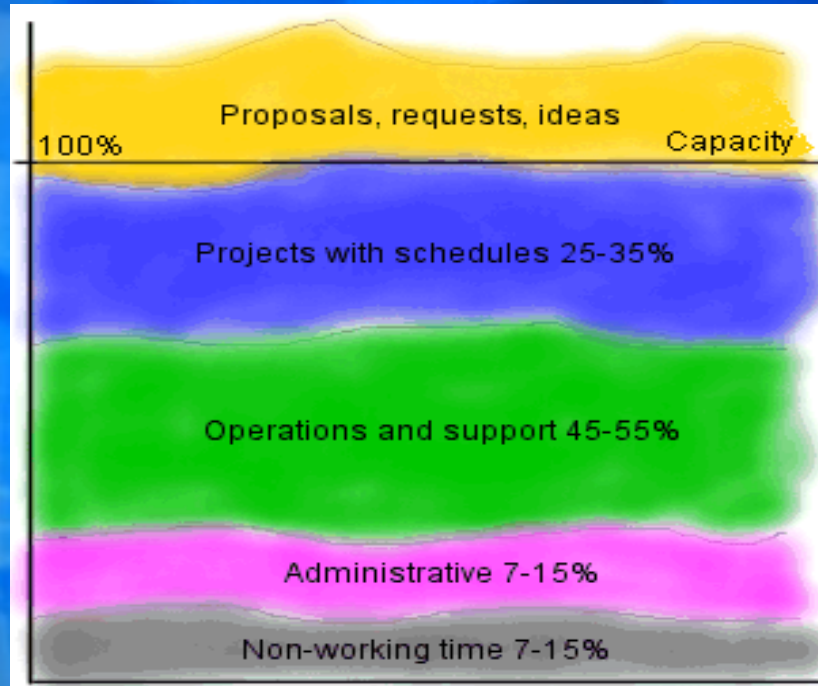 Proposals, requests, ideas
100% Capacity
Projects with schedules 25-35%
Operations and support 45-55%
Administrative 7-15%
Non-working time 7-15%